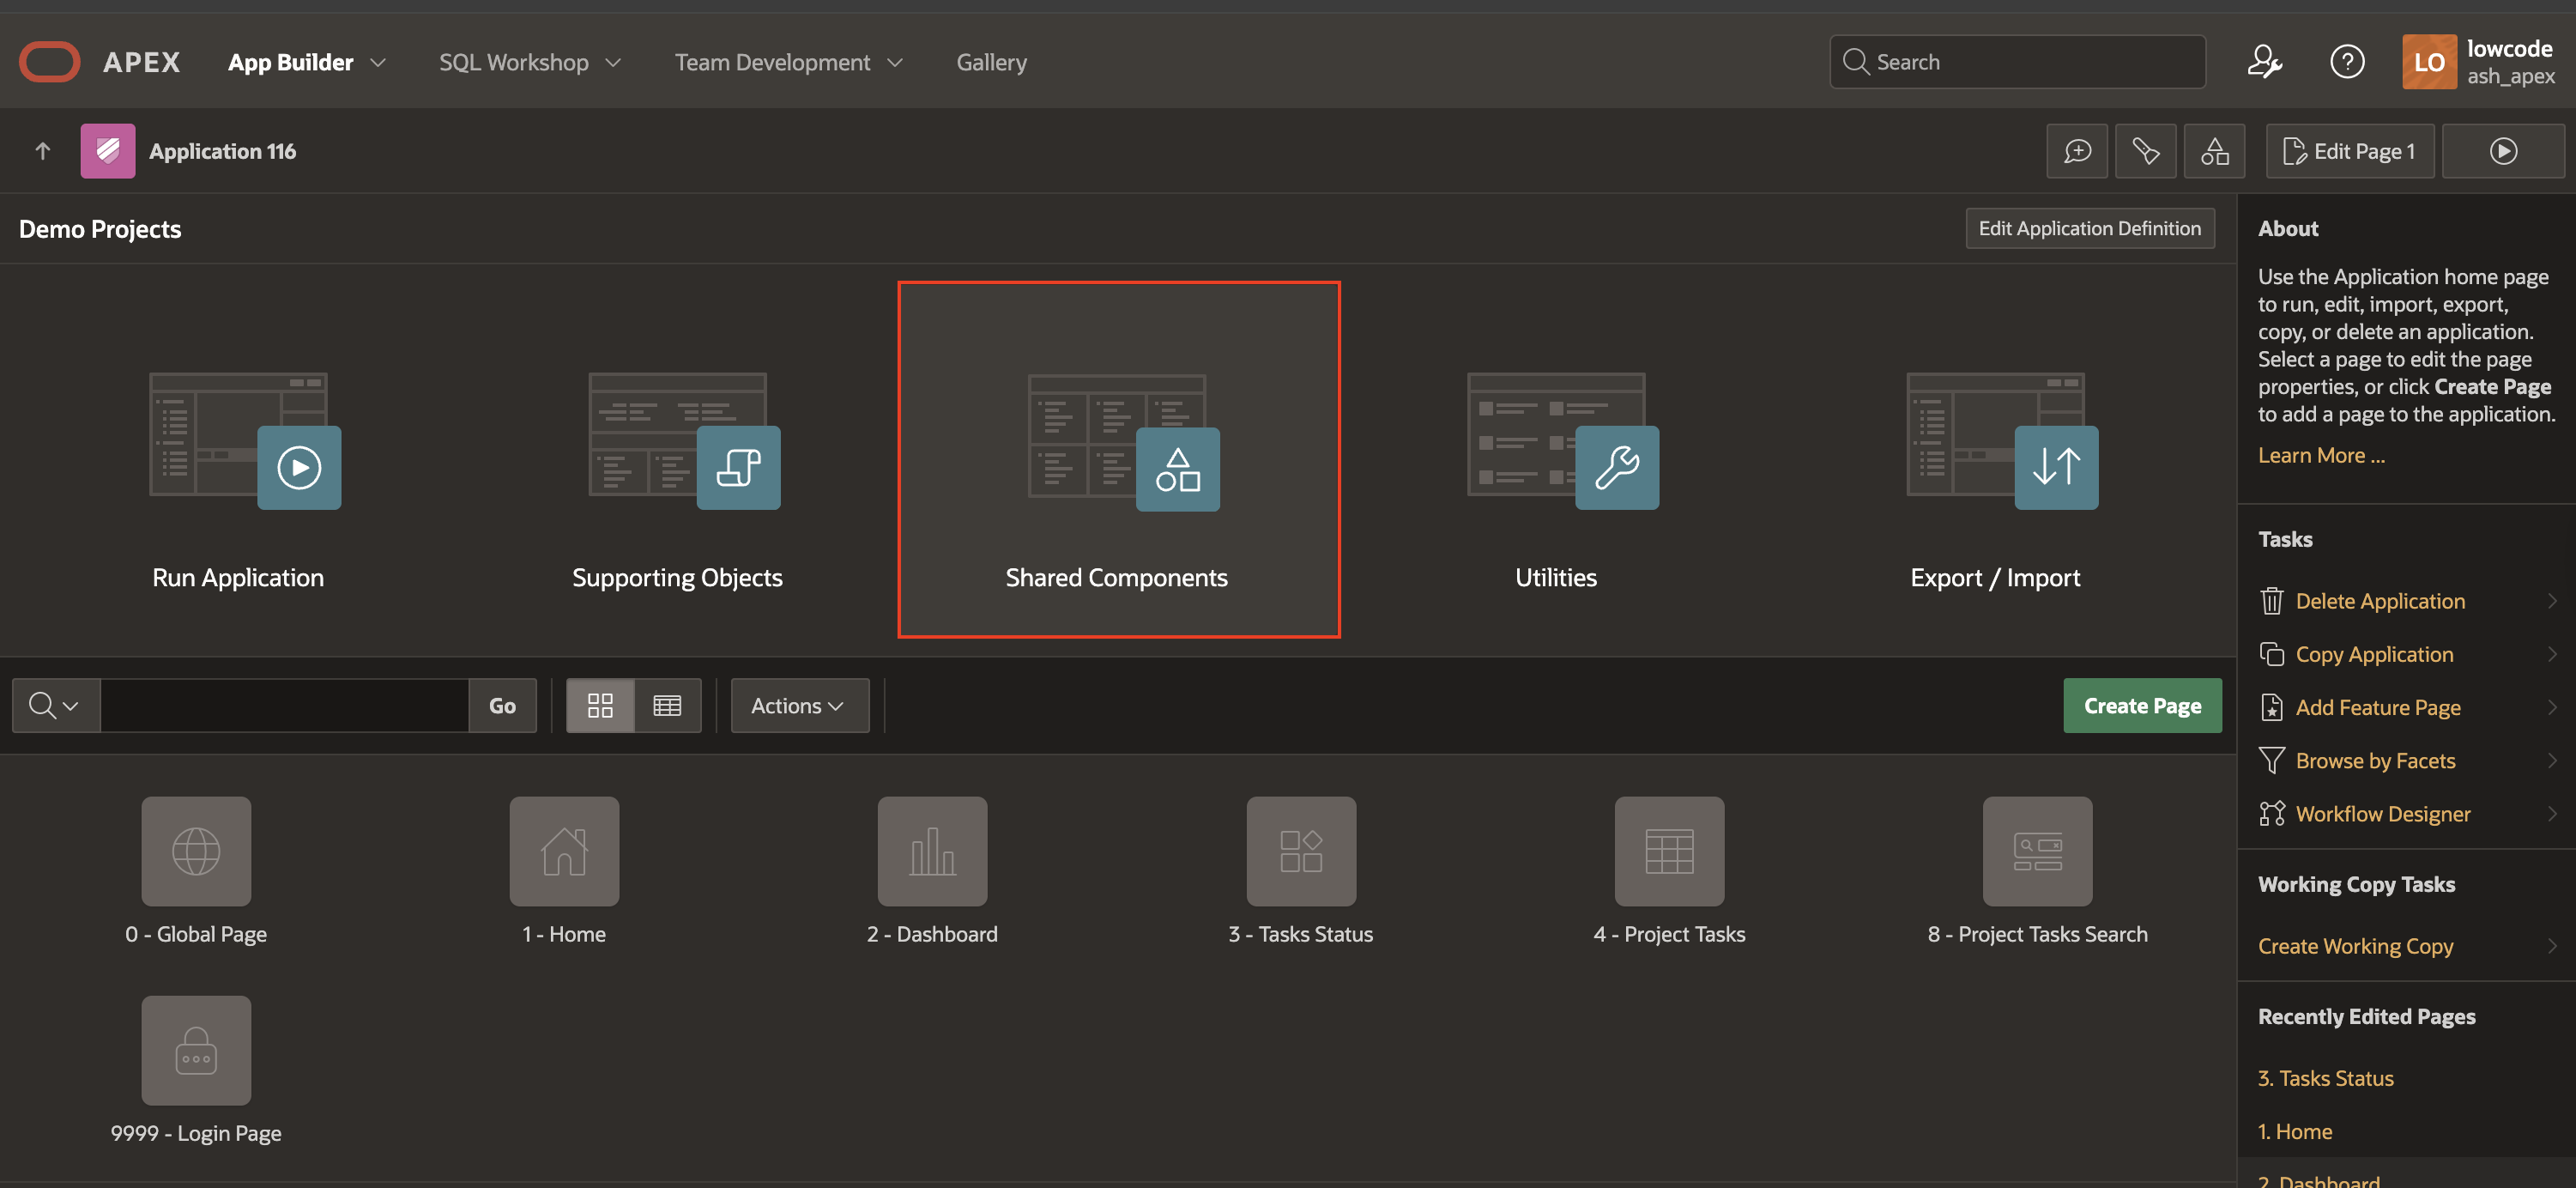 APEX
App Builder
SQL Workshop
Team Development
Gallery
Search
LO
lowcode
ash_apex
Application 116
Edit Page 1
Demo Projects
Edit Application Definition
Run Application
Supporting Objects
Shared Components
Utilities
Export / Import
Go
Actions
Create Page
0 - Global Page
1 - Home
2 - Dashboard
3 - Tasks Status
4 - Project Tasks
8 - Project Tasks Search
9999 - Login Page
About
Use the Application home page
to run, edit, import, export,
copy, or delete an application.
Select a page to edit the page
properties, or click Create Page
to add a page to the application.
Learn More ...
Tasks
Delete Application
Copy Application
Add Feature Page
Browse by Facets
Workflow Designer
Working Copy Tasks
Create Working Copy
Recently Edited Pages
3. Tasks Status
1. Home
2. Dashboard